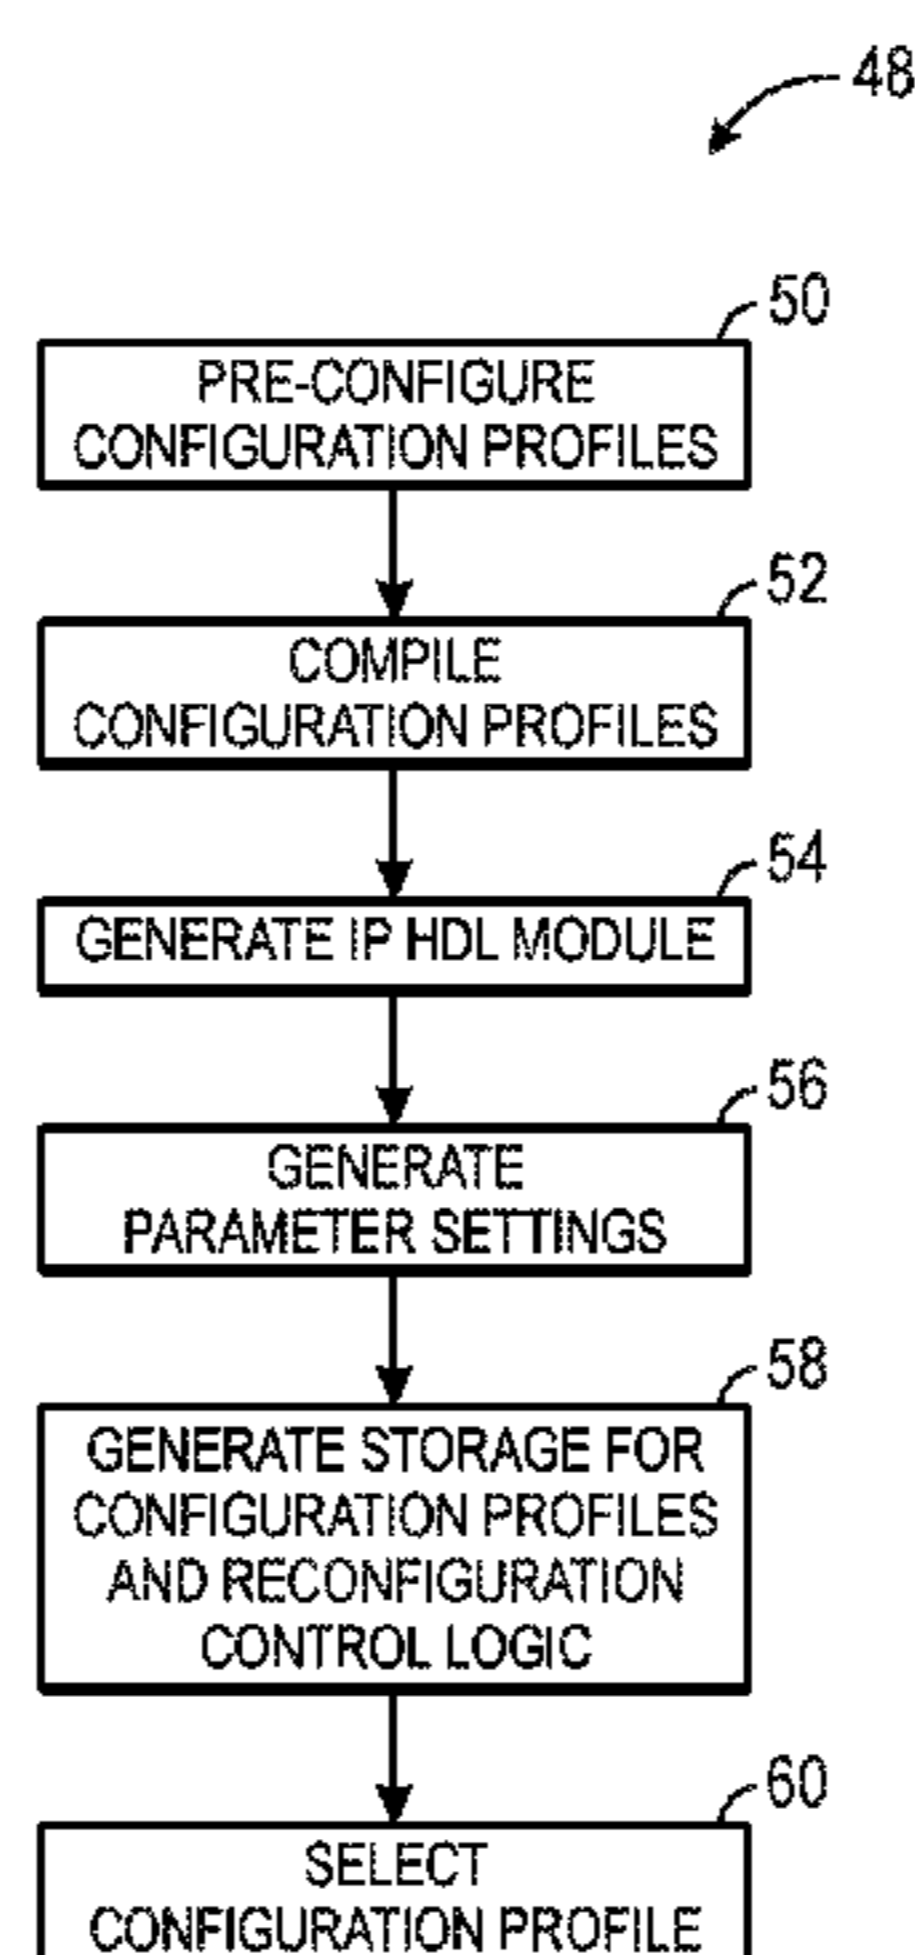 48
50
PRE-CONFIGURE
CONFIGURATION PROFILES
52
COMPILE
CONFIGURATION PROFILES
54
GENERATE IP HDL MODULE
56
GENERATE
PARAMETER SETTINGS
58
GENERATE STORAGE FOR
CONFIGURATION PROFILES
AND RECONFIGURATION
CONTROL LOGIC
60
SELECT
CONFIGURATION PROFILE